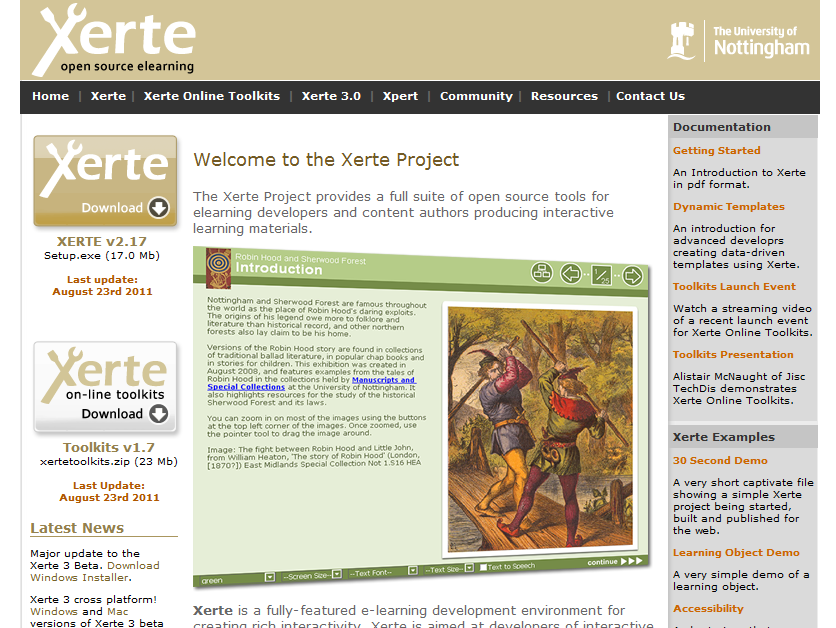 Xerte
open source elearning
The University of
Nottingham
Home | Xerte | Xerte Online Toolkits | Xerte 3.0 | Xpert | Community | Resources | Contact Us
Xerte
Download
XERTE v2.17
Setup.exe (17.0 Mb)
Last update:
August 23rd 2011
Xerte
on-line toolkits
Download
Toolkits v1.7
xertetoolkits.zip (23 Mb)
Last Update:
August 23rd 2011
Latest News
Major update to the
Xerte 3 Beta. Download
Windows Installer.
Xerte 3 cross platform!
Windows and Mac
versions of Xerte 3 beta
Welcome to the Xerte Project
The Xerte Project provides a full suite of open source tools for
elearning developers and content authors producing interactive
learning materials.
Robin Hood and Sherwood Forest
Introduction
1/25
Nottingham and Sherwood Forest are famous throughout
the world as the place of Robin Hood's daring exploits.
The origins of his legend owe more to folklore and
literature than historical record, and other northern
forests also lay claim to be his home.
Versions of the Robin Hood story are found in collections
of traditional ballad literature, in popular chap books and
in stories for children. This exhibition was created in
August 2008, and features examples from the tales of
Robin Hood in the collections held by Manuscripts and
Special Collections at the University of Nottingham. It
also highlights resources for the study of the historical
Sherwood Forest and its laws.
You can zoom in on most of the images using the buttons
at the top left corner of the images. Once zoomed, use
the pointer tool to drag the image around.
Image: The fight between Robin Hood and Little John,
from William Heaton, 'The story of Robin Hood' (London,
[1870?]) East Midlands Special Collection Not 1.S16 HEA
green --Screen Size-- --Text Font-- --Text Size-- Text to Speech continue
Xerte is a fully-featured e-learning development environment for
creating rich interactivity. Xerte is aimed at developers of interactive
Documentation
Getting Started
An Introduction to Xerte
in pdf format.
Dynamic Templates
An introduction for
advanced developrs
creating data-driven
templates using Xerte.
Toolkits Launch Event
Watch a streaming video
of a recent launch event
for Xerte Online Toolkits.
Toolkits Presentation
Alistair McNaught of Jisc
TechDis demonstrates
Xerte Online Toolkits.
Xerte Examples
30 Second Demo
A very short captivate file
showing a simple Xerte
project being started,
built and published for
the web.
Learning Object Demo
A very simple demo of a
learning object.
Accessibility